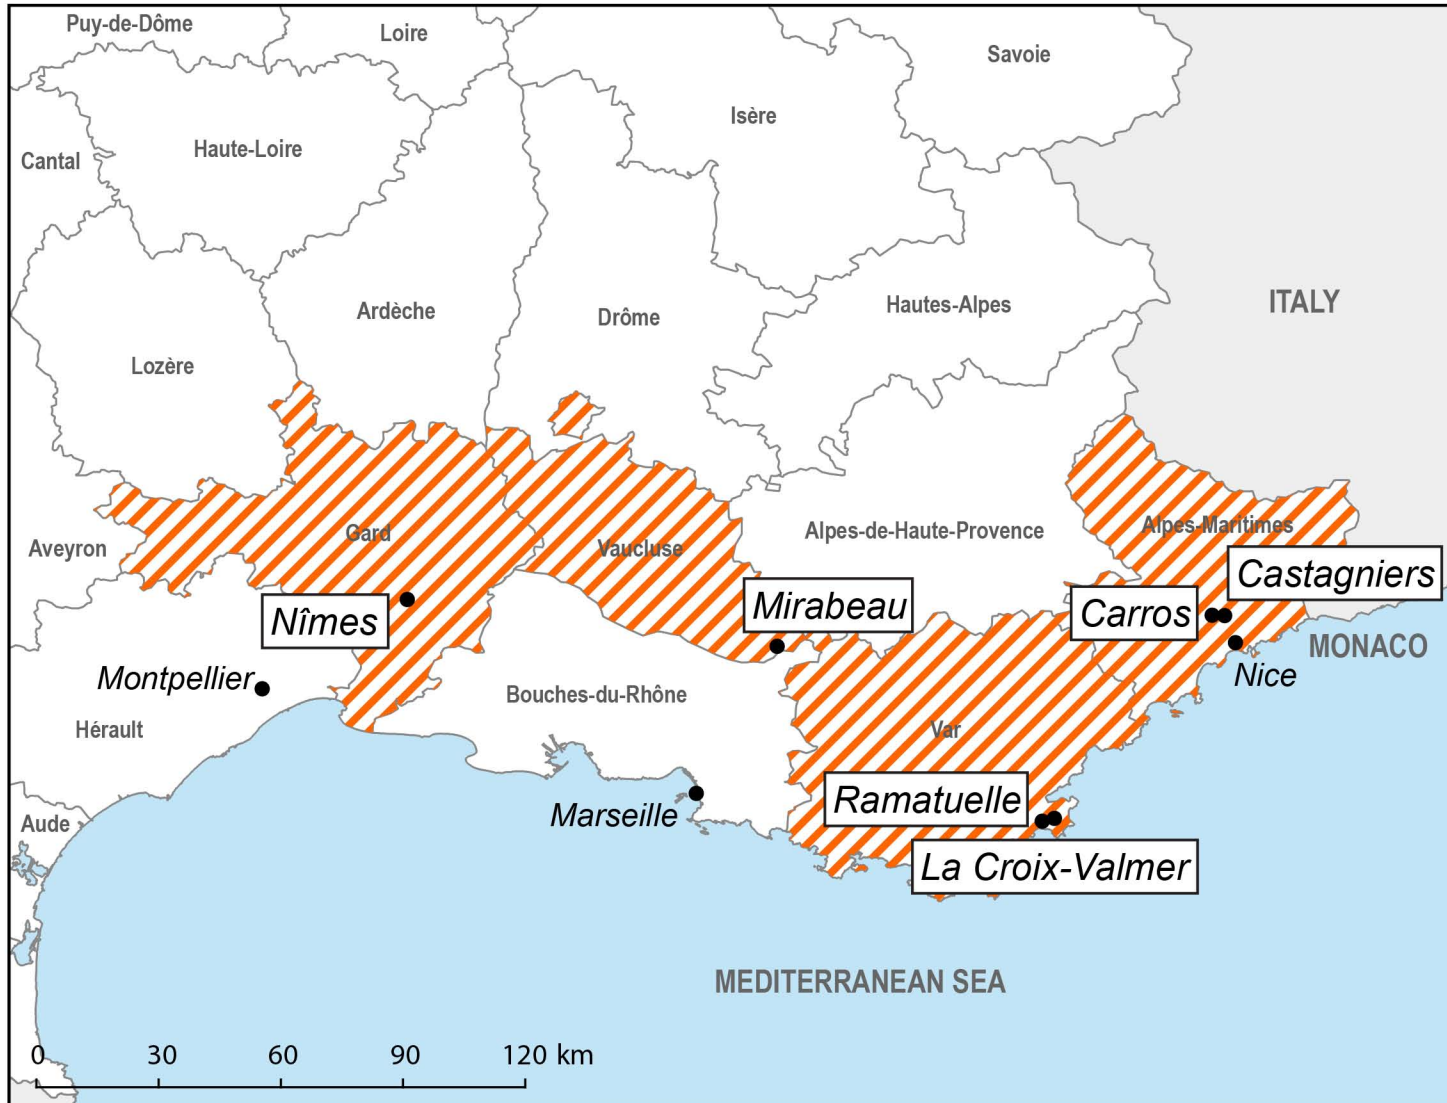 Puy-de-Dôme
Loire
Savoie
Isère
Haute-Loire
Cantal
ITALY
Ardèche
Hautes-Alpes
Drôme
Lozère
Gard
Alpes-de-Haute-Provence
Alpes-Maritimes
Aveyron
Vaucluse
Castagniers
Mirabeau
Carros
Nîmes
MONACO
Nice
Montpellier
Bouches-du-Rhône
Hérault
Var
Ramatuelle
Marseille
Aude
La Croix-Valmer
MEDITERRANEAN SEA
0 30 60 90 120 km